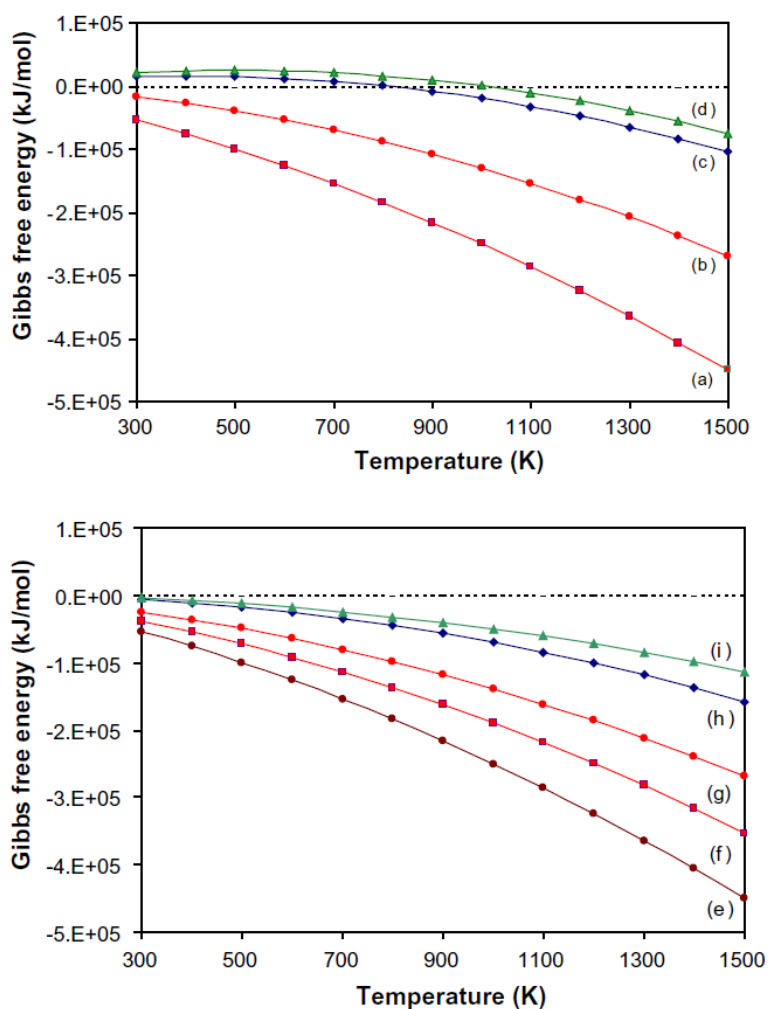 1.E+05
0.E+00
-1.E+05
-2.E+05
-3.E+05
-4.E+05
-5.E+05
Gibbs free energy (kJ/mol)
(d)
(c)
(b)
(a)
300 500 700 900 1100 1300 1500
Temperature (K)
1.E+05
0.E+00
-1.E+05
-2.E+05
-3.E+05
-4.E+05
-5.E+05
Gibbs free energy (kJ/mol)
(i)
(h)
(g)
(f)
(e)
300 500 700 900 1100 1300 1500
Temperature (K)